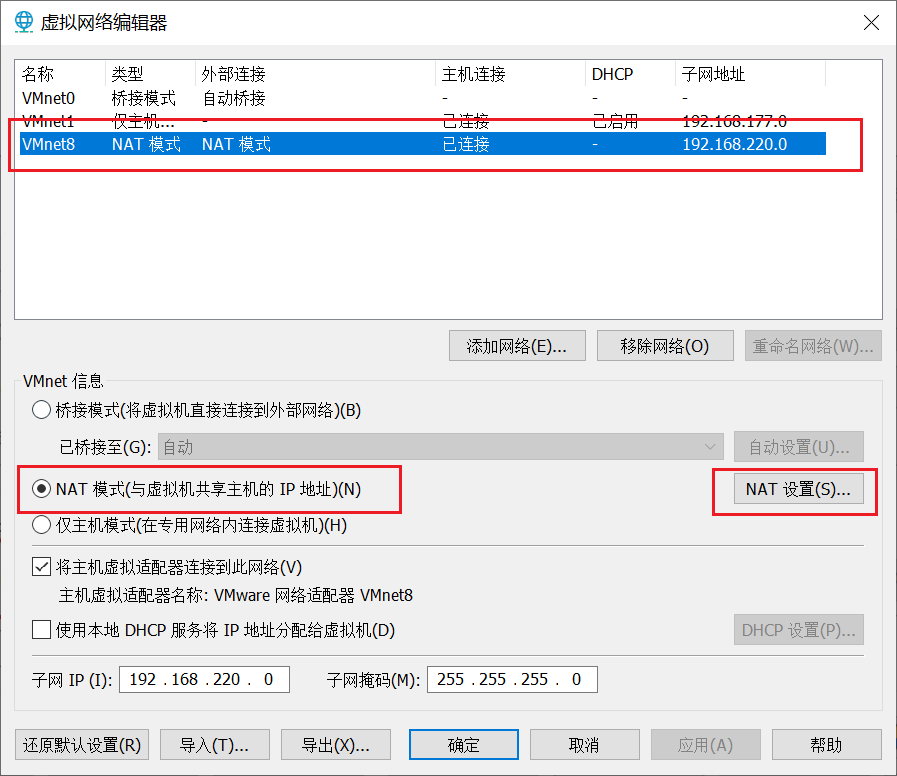 虚拟网络编辑器
名称 类型 外部连接 主机连接 DHCP 子网地址
VMnet0 桥接模式 自动桥接 - - -
VMnet1 仅主机... - 已连接 已启用 192.168.177.0
VMnet8 NAT 模式 NAT 模式 已连接 - 192.168.220.0
添加网络(E)... 移除网络(O) 重命名网络(W)...
VMnet 信息
桥接模式(将虚拟机直接连接到外部网络)(B)
已桥接至(G): 自动 自动设置(U)...
NAT 模式(与虚拟机共享主机的 IP 地址)(N) NAT 设置(S)...
仅主机模式(在专用网络内连接虚拟机)(H)
将主机虚拟适配器连接到此网络(V)
主机虚拟适配器名称: VMware 网络适配器 VMnet8
使用本地 DHCP 服务将 IP 地址分配给虚拟机(D) DHCP 设置(P)...
子网 IP (I): 192 . 168 . 220 . 0 子网掩码(M): 255 . 255 . 255 . 0
还原默认设置(R) 导入(T)... 导出(X)... 确定 取消 应用(A) 帮助